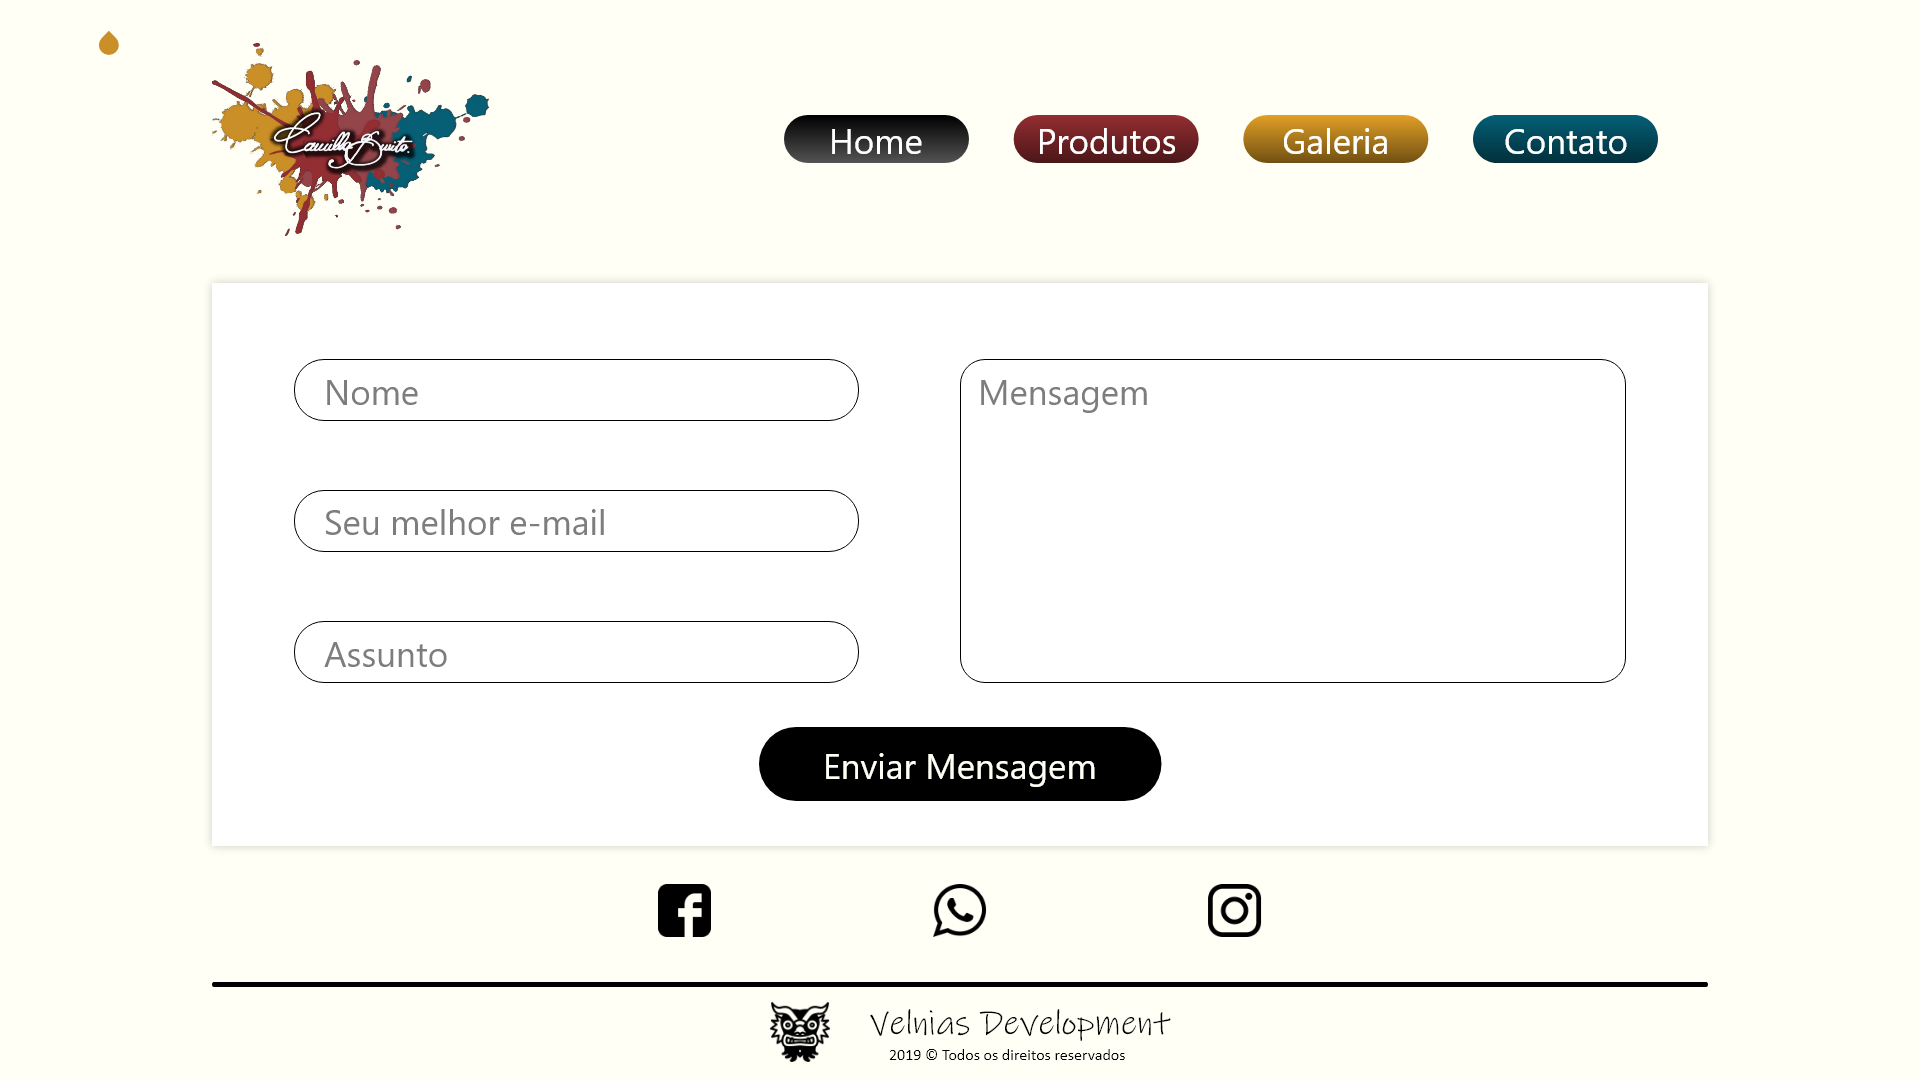 Camilla Suito.
Home
Produtos
Galeria
Contato
Nome
Mensagem
Seu melhor e-mail
Assunto
Enviar Mensagem
Velnias Development
2019 © Todos os direitos reservados